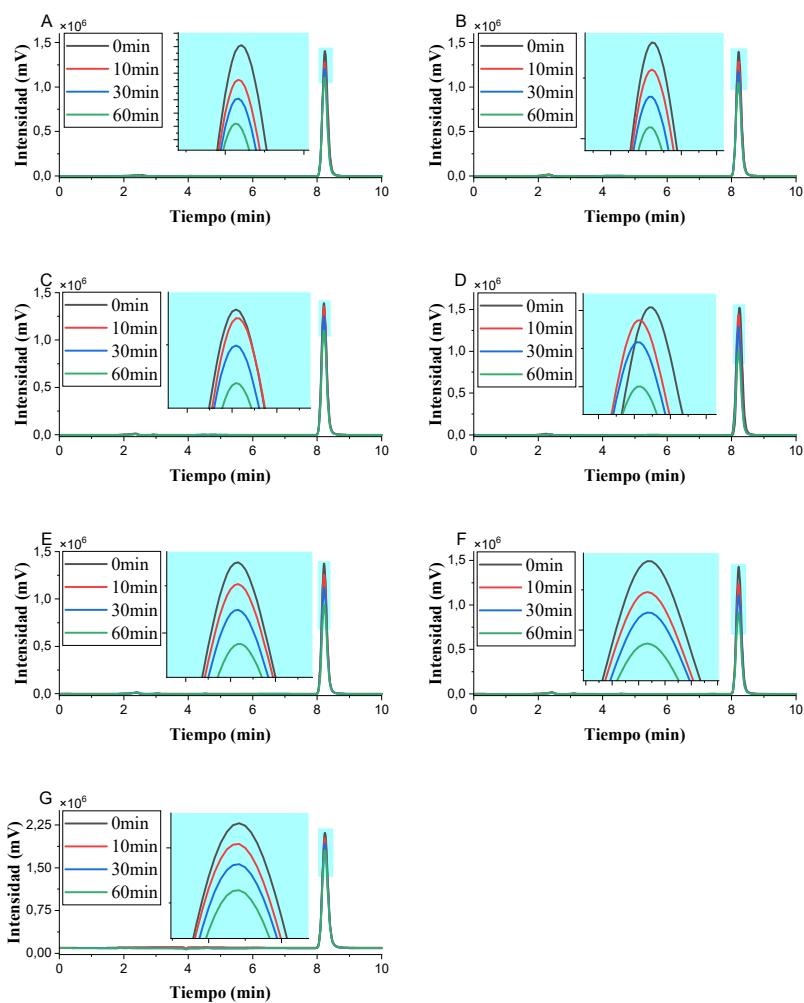 A
×10⁶
Intensidad (mV)
1,5
1,0
0,5
0,0
0min
10min
30min
60min
0 2 4 6 8 10
Tiempo (min)
B
×10⁶
Intensidad (mV)
1,5
1,0
0,5
0,0
0min
10min
30min
60min
0 2 4 6 8 10
Tiempo (min)
C
×10⁶
Intensidad (mV)
1,5
1,0
0,5
0,0
0min
10min
30min
60min
0 2 4 6 8 10
Tiempo (min)
D
×10⁶
Intensidad (mV)
1,5
1,0
0,5
0,0
0min
10min
30min
60min
0 2 4 6 8 10
Tiempo (min)
E
×10⁶
Intensidad (mV)
1,5
1,0
0,5
0,0
0min
10min
30min
60min
0 2 4 6 8 10
Tiempo (min)
F
×10⁶
Intensidad (mV)
1,5
1,0
0,5
0,0
0min
10min
30min
60min
0 2 4 6 8 10
Tiempo (min)
G
×10⁶
Intensidad (mV)
2,25
1,50
0,75
0,00
0min
10min
30min
60min
0 2 4 6 8 10
Tiempo (min)